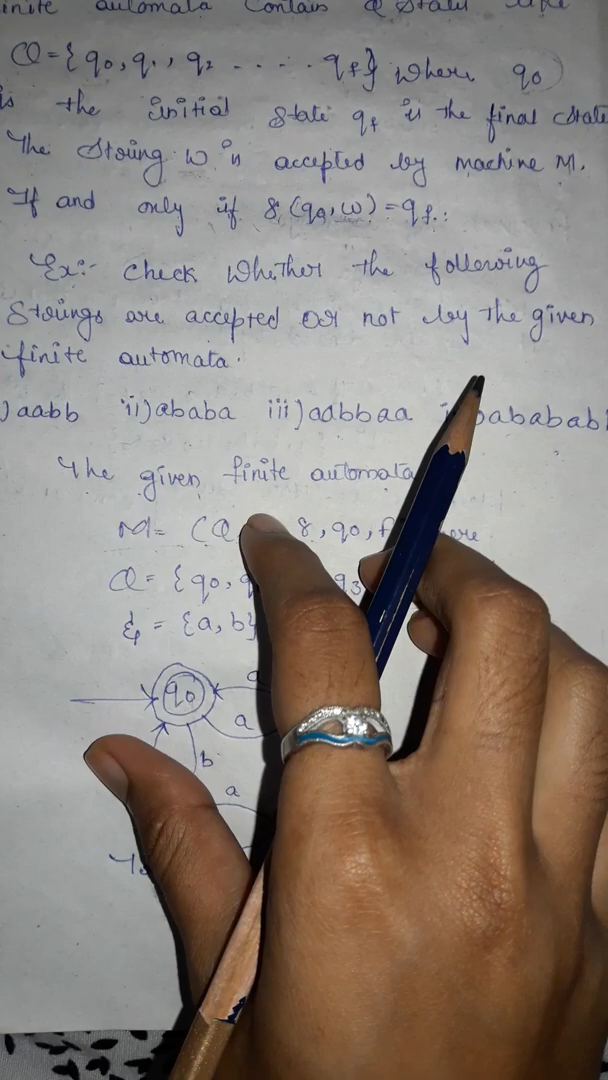 inite automata contain
Q={q0, q1, q2 ..... qf} where q0
is the initial state qf is the final state
The string w is accepted by machine M.
If and only if δ(q0,w)=qf.
Ex:- check whether the following
strings are accepted or not by the given
finite automata.
)aabb ii)ababa iii)aabbaa ababab
The given finite automata
M= (Q δ, q0,
Q= {q0, q3
Σ = {a,b}
q0
a
a
b
a